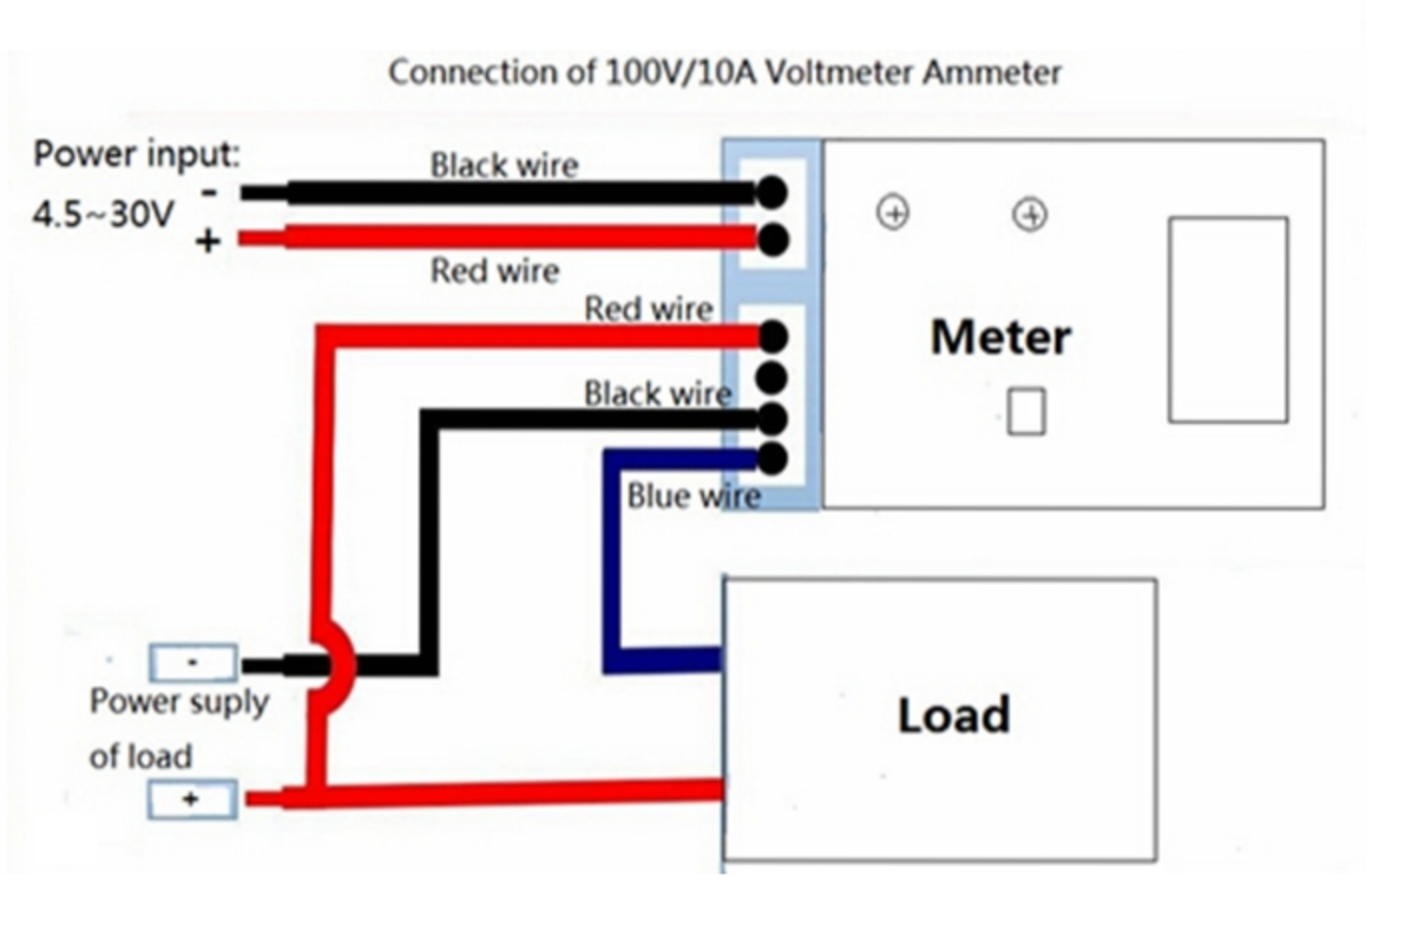 Connection of 100V/10A Voltmeter Ammeter
Power input:
4.5~30V
-
+
Black wire
Red wire
Red wire
Black wire
Blue wire
Meter
-
Power suply
of load
+
Load